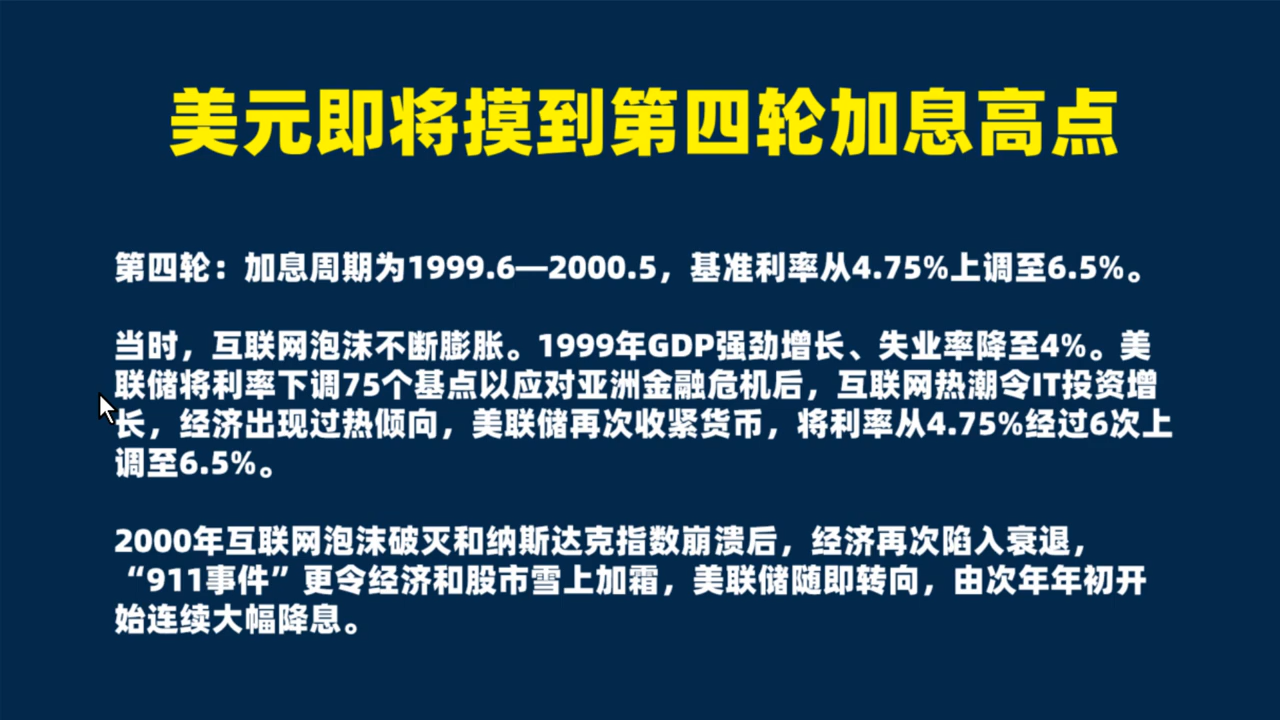 美元即将摸到第四轮加息高点
第四轮：加息周期为1999.6—2000.5，基准利率从4.75%上调至6.5%。
当时，互联网泡沫不断膨胀。1999年GDP强劲增长、失业率降至4%。美
联储将利率下调75个基点以应对亚洲金融危机后，互联网热潮令IT投资增
长，经济出现过热倾向，美联储再次收紧货币，将利率从4.75%经过6次上
调至6.5%。
2000年互联网泡沫破灭和纳斯达克指数崩溃后，经济再次陷入衰退，
“911事件”更令经济和股市雪上加霜，美联储随即转向，由次年年初开
始连续大幅降息。